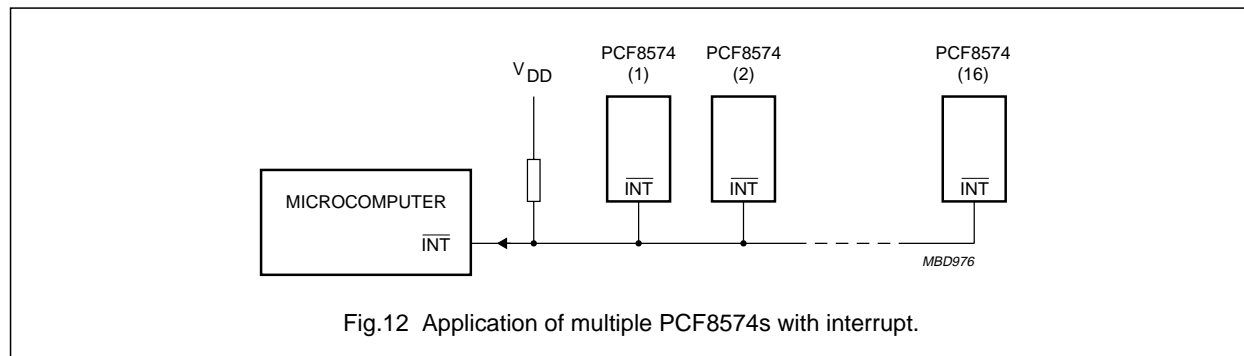 PCF8574
(1)
PCF8574
(2)
PCF8574
(16)
VDD
INT
INT
INT
MICROCOMPUTER
INT
MBD976
Fig.12 Application of multiple PCF8574s with interrupt.